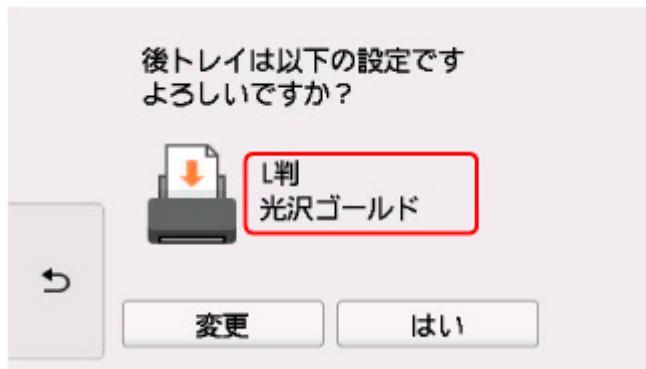 後トレイは以下の設定です
よろしいですか？
L判
光沢ゴールド
変更
はい